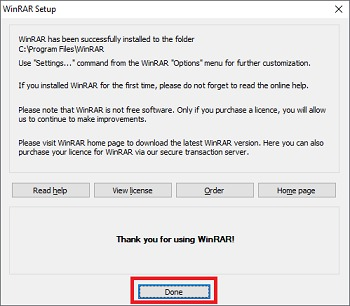 WinRAR Setup
WinRAR has been successfully installed to the folder
C:\Program Files\WinRAR
Use "Settings..." command from the WinRAR "Options" menu for further customization.
If you installed WinRAR for the first time, please do not forget to read the online help.
Please note that WinRAR is not free software. Only if you purchase a licence, you will allow
us to continue to make improvements.
Please visit WinRAR home page to download the latest WinRAR version. Here you can also
purchase your licence for WinRAR via our secure transaction server.
Read help View license Order Home page
Thank you for using WinRAR!
Done